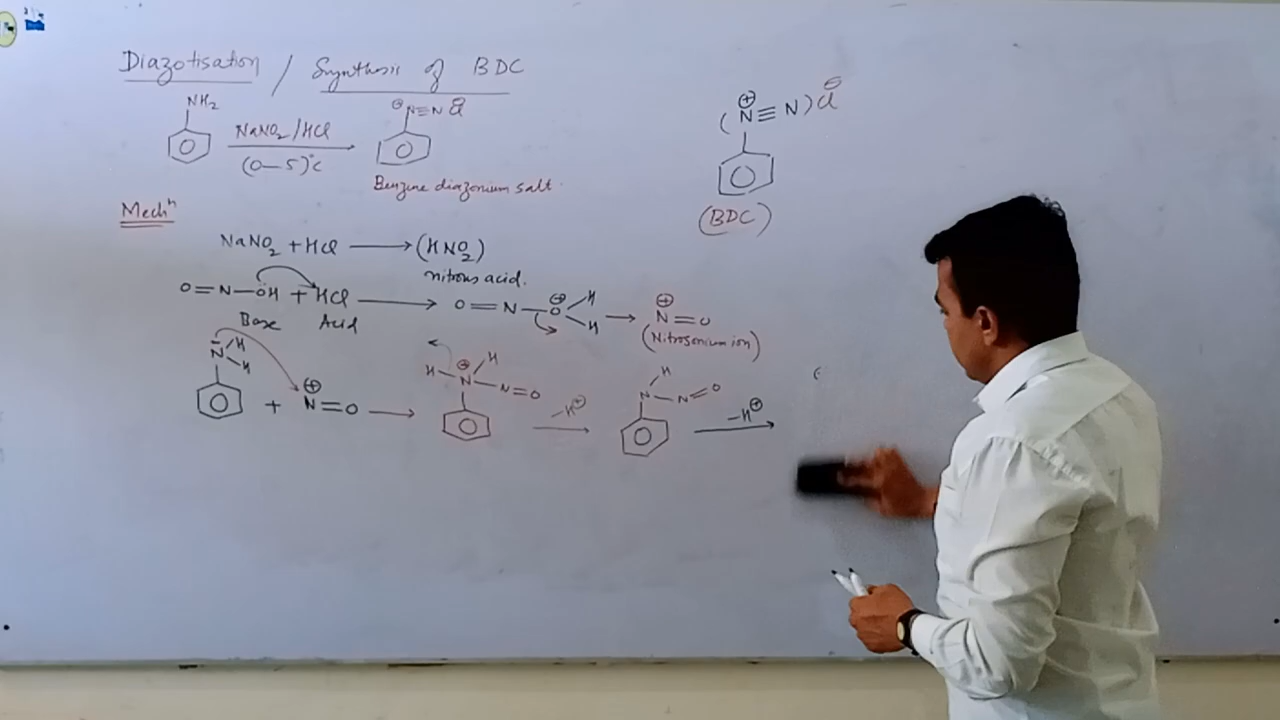 Diazotisation / Synthesis of BDC
NH₂
NaNO₂/HCl
(0–5)°C
⊕N≡N Cl⊖
Benzene diazonium salt.
(N⊕≡N)Cl⊖
(BDC)
Mechⁿ
NaNO₂ + HCl ⟶ (HNO₂)
nitrous acid.
O=N–ÖH + HCl ⟶ O=N–O⊕ H H → N⊕=O
Base Acid (Nitrosonium ion)
N H H + N⊕=O ⟶ H N⊕ H N=O –H⊕ N H N=O –H⊕